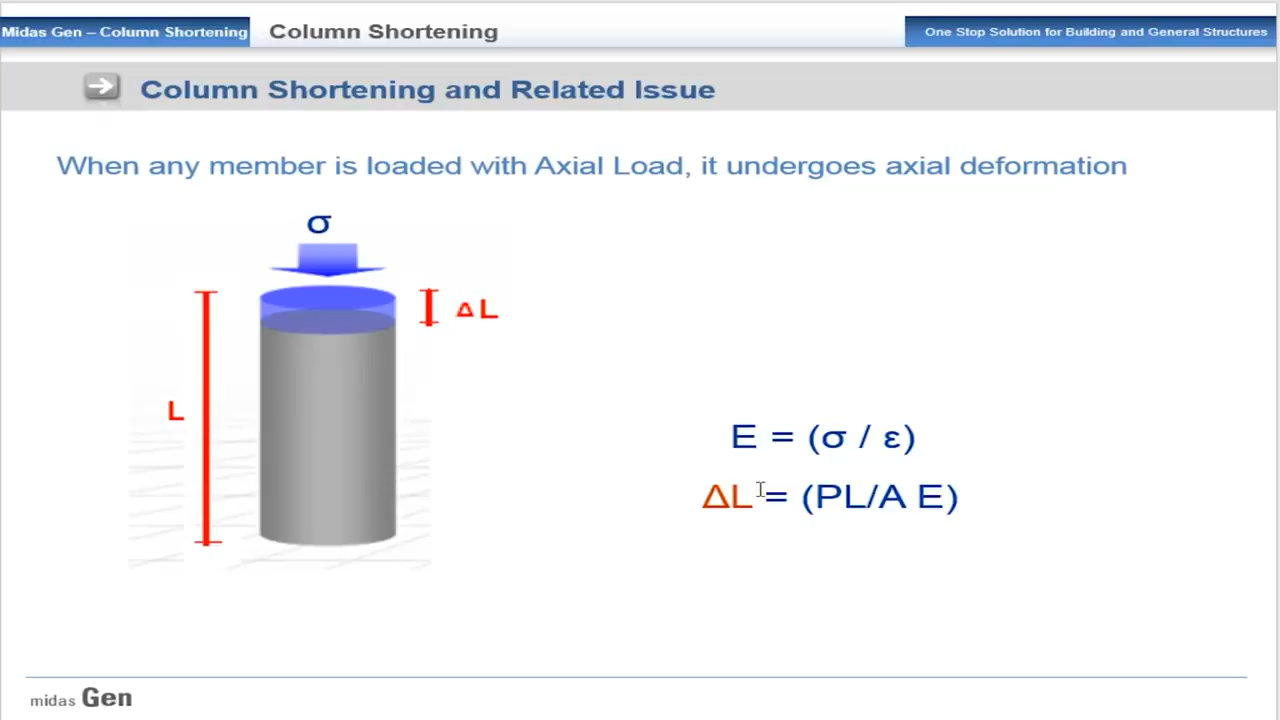 Midas Gen – Column Shortening
Column Shortening
One Stop Solution for Building and General Structures
Column Shortening and Related Issue
When any member is loaded with Axial Load, it undergoes axial deformation
σ
Δ L
L
E = (σ / ε)
ΔL = (PL/A E)
midas Gen